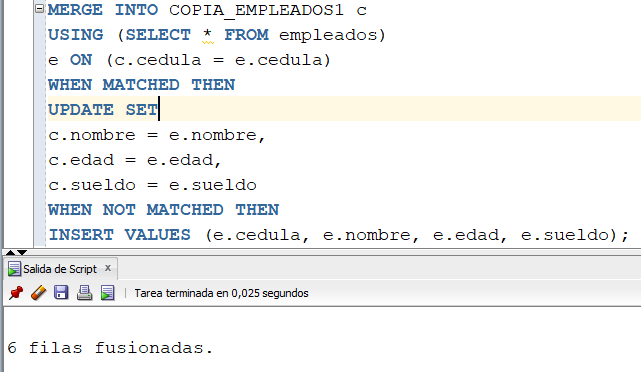 MERGE INTO COPIA_EMPLEADOS1 c
USING (SELECT * FROM empleados)
e ON (c.cedula = e.cedula)
WHEN MATCHED THEN
UPDATE SET
c.nombre = e.nombre,
c.edad = e.edad,
c.sueldo = e.sueldo
WHEN NOT MATCHED THEN
INSERT VALUES (e.cedula, e.nombre, e.edad, e.sueldo);
Salida de Script x
Tarea terminada en 0,025 segundos
6 filas fusionadas.